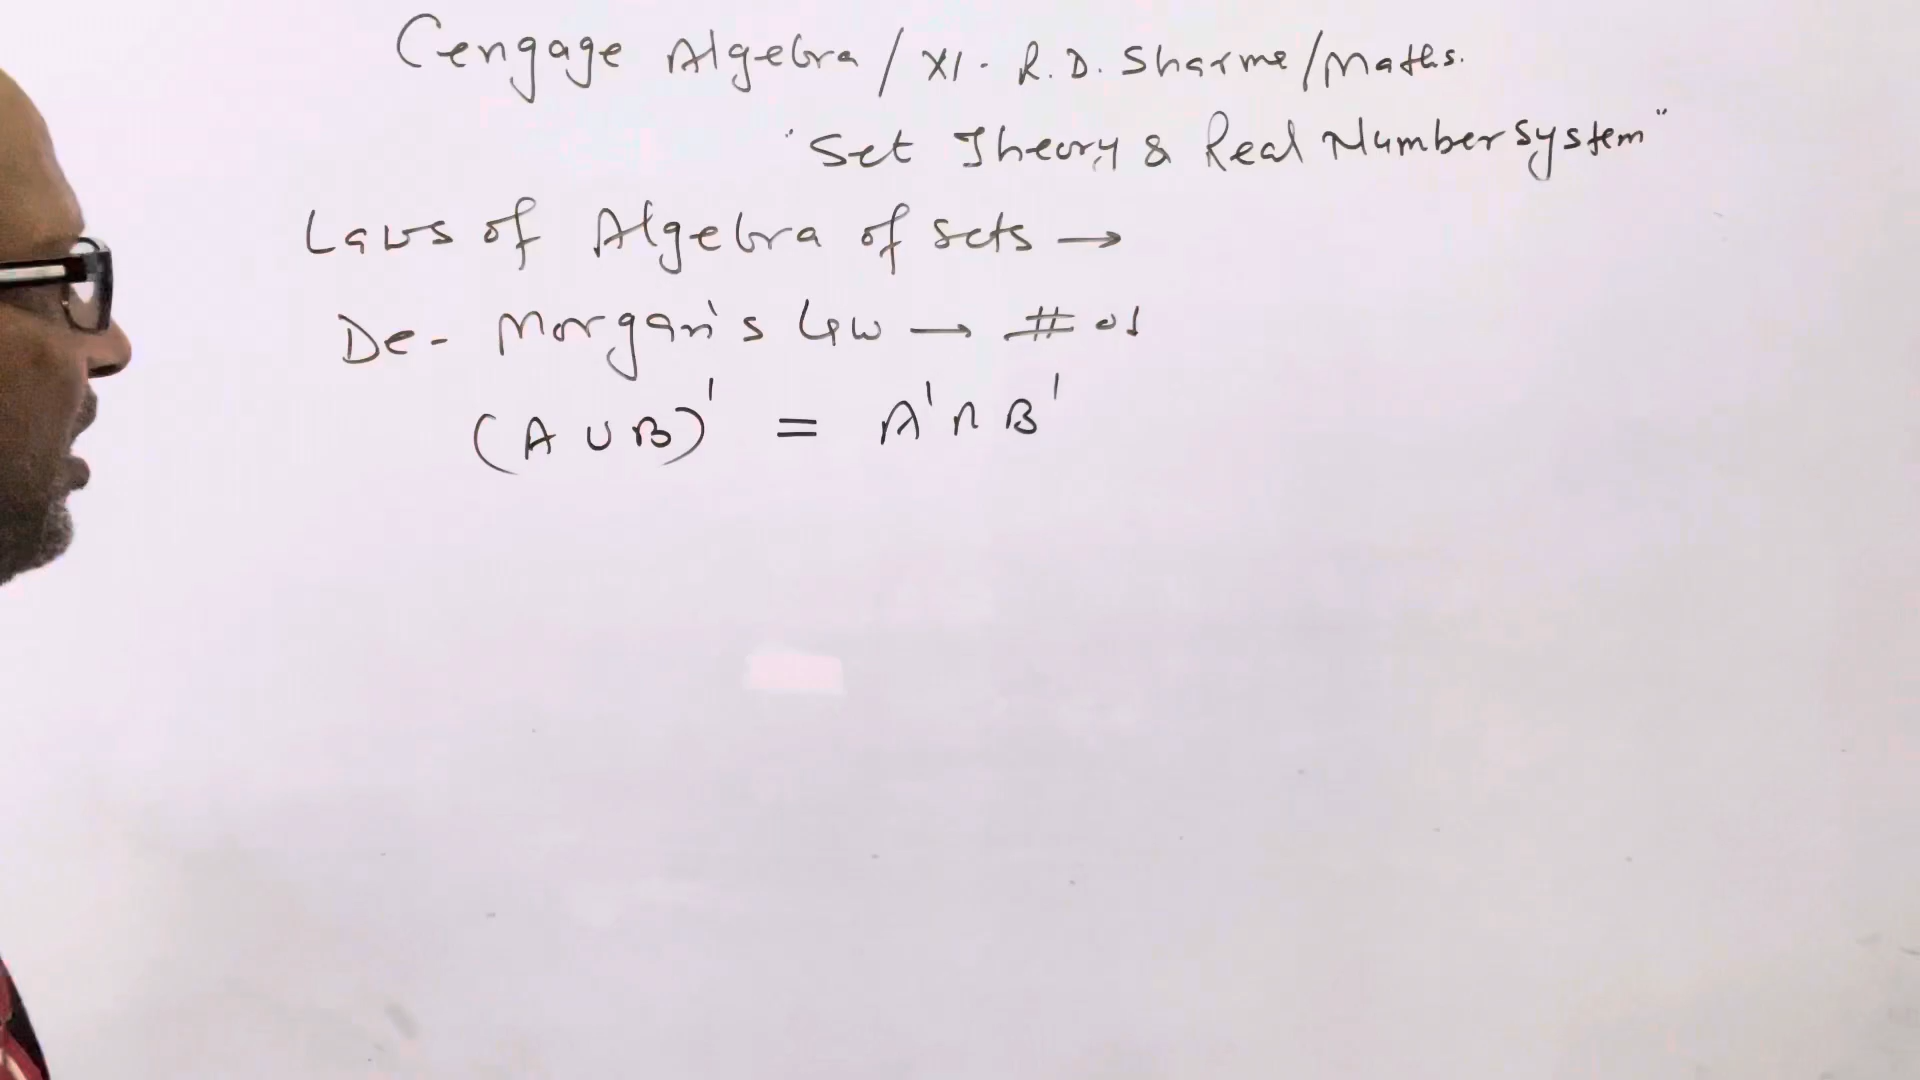 Cengage Algebra / XI. R.D. Sharma / Maths.
"Set Theory & Real Number System"
Laws of Algebra of sets →
De-Morgan's Law → # 01
(A ∪ B)' = A' ∩ B'